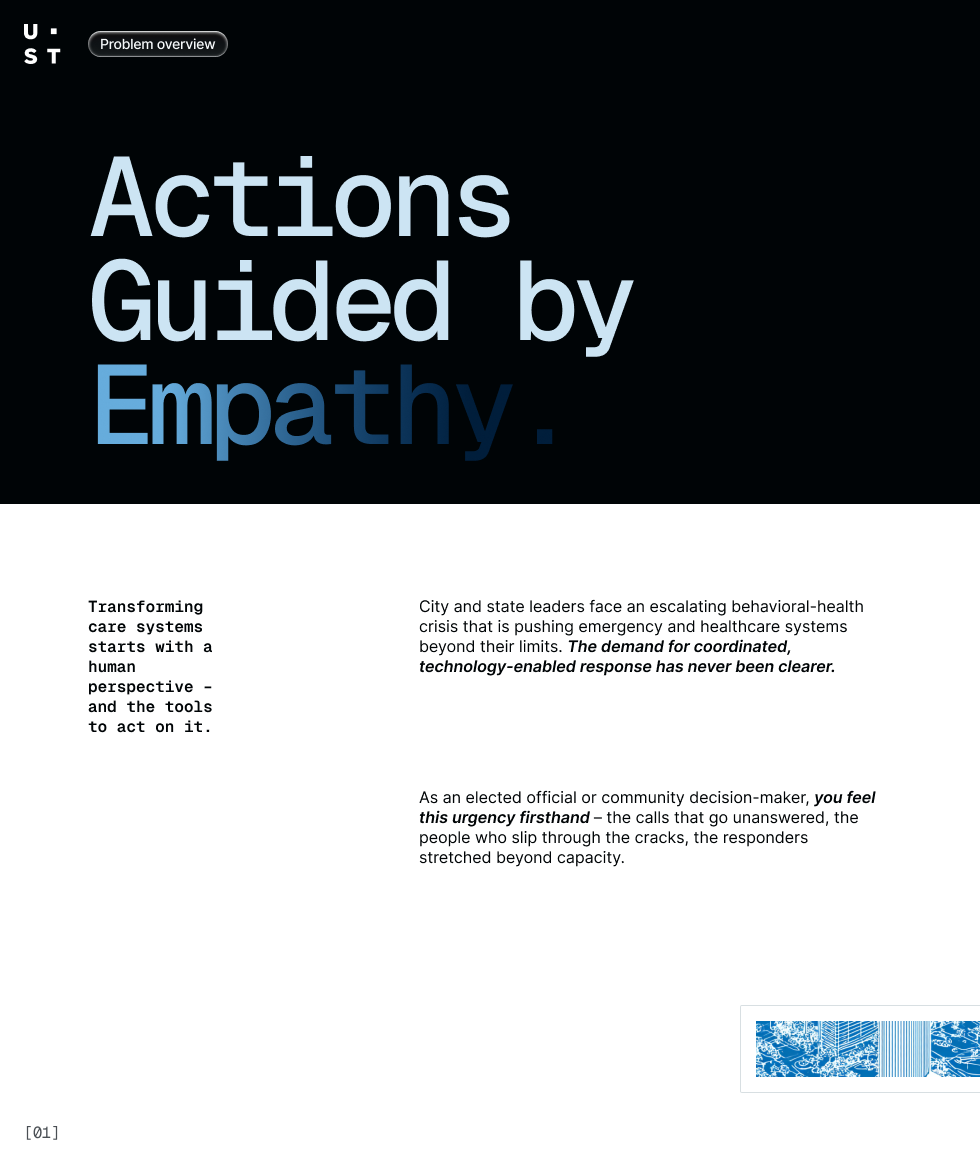 U ·
ST
Problem overview
Actions
Guided by
Empathy.
Transforming
care systems
starts with a
human
perspective –
and the tools
to act on it.
City and state leaders face an escalating behavioral-health
crisis that is pushing emergency and healthcare systems
beyond their limits. The demand for coordinated,
technology-enabled response has never been clearer.
As an elected official or community decision-maker, you feel
this urgency firsthand – the calls that go unanswered, the
people who slip through the cracks, the responders
stretched beyond capacity.
[01]